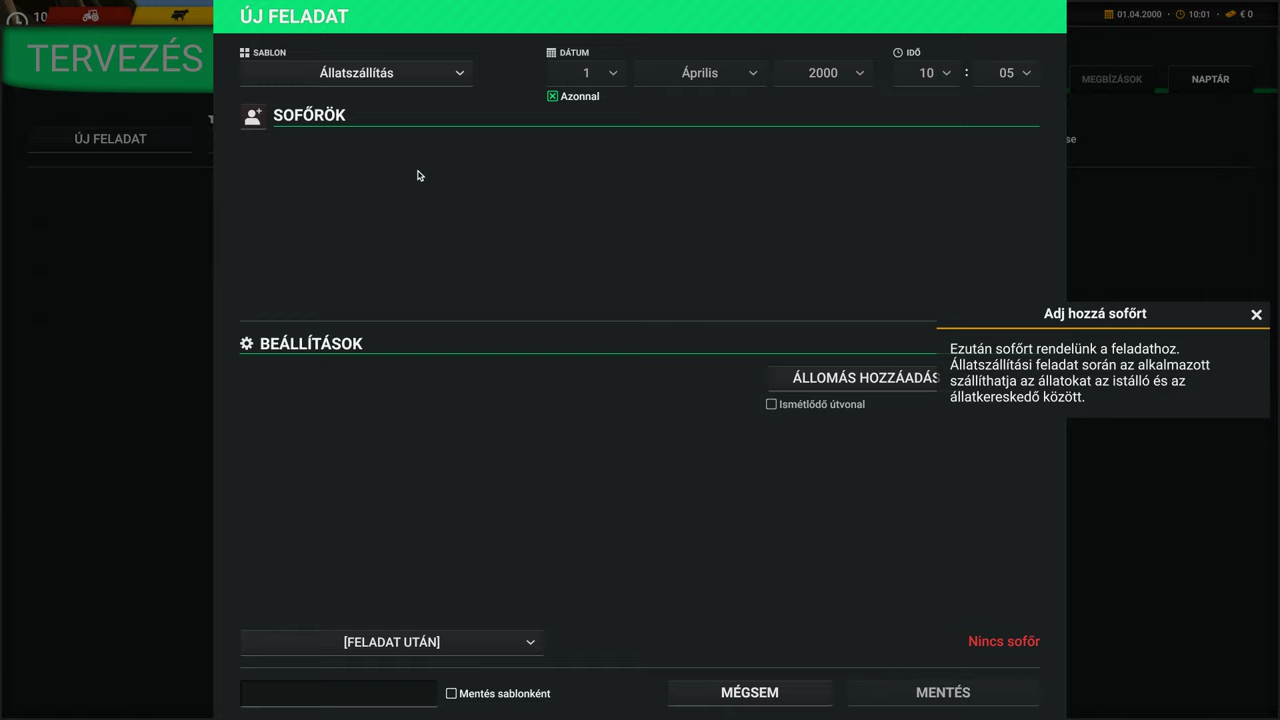 ÚJ FELADAT
10
01.04.2000 • 10:01 • € 0
TERVEZÉS
SABLON
DÁTUM
IDŐ
Állatszállítás
1
Április
2000
10 : 05
MEGBÍZÁSOK
NAPTÁR
Azonnal
SOFŐRÖK
ÚJ FELADAT
se
Adj hozzá sofőrt
Ezután sofőrt rendelünk a feladathoz.
Állatszállítási feladat során az alkalmazott
szállíthatja az állatokat az istálló és az
állatkereskedő között.
BEÁLLÍTÁSOK
ÁLLOMÁS HOZZÁADÁS
Ismétlődő útvonal
[FELADAT UTÁN]
Nincs sofőr
Mentés sablonként
MÉGSEM
MENTÉS